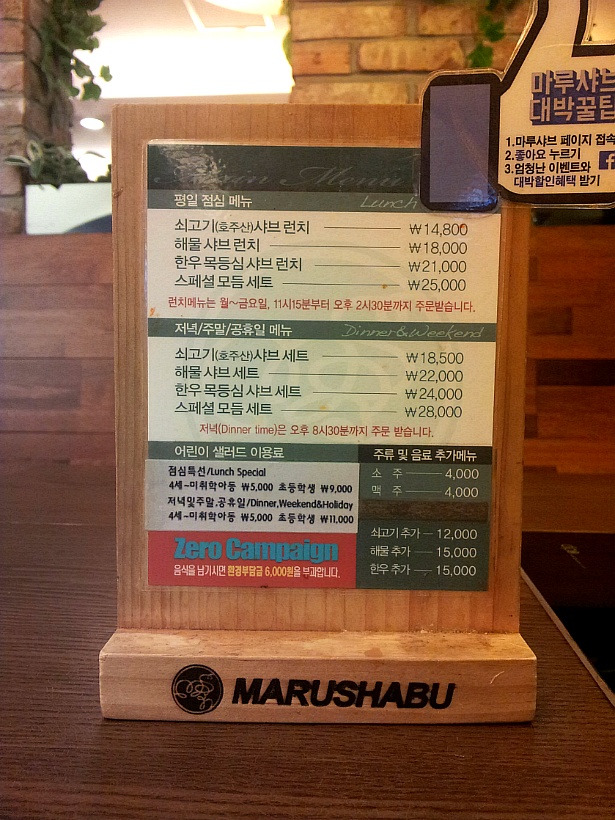 마루샤브
대박꿀팁
1.마루샤브 페이지 접속
2.좋아요 누르기
3.엄청난 이벤트와
대박할인혜택 받기
Menu
평일 점심 메뉴 Lunch
쇠고기(호주산)샤브 런치 ₩14,800
해물 샤브 런치 ₩18,000
한우 목등심 샤브 런치 ₩21,000
스페셜 모듬 세트 ₩25,000
런치메뉴는 월~금요일, 11시15분부터 오후 2시30분까지 주문받습니다.
저녁/주말/공휴일 메뉴 Dinner&Weekend
쇠고기(호주산)샤브 세트 ₩18,500
해물 샤브 세트 ₩22,000
한우 목등심 샤브 세트 ₩24,000
스페셜 모듬 세트 ₩28,000
저녁(Dinner time)은 오후 8시30분까지 주문 받습니다.
어린이 샐러드 이용료
점심특선/Lunch Special
4세~미취학아동 ₩5,000 초등학생 ₩9,000
저녁및주말.공휴일/Dinner,Weekend&Holiday
4세~미취학아동 ₩5,000 초등학생 ₩11,000
Zero Campaign
음식을 남기시면 환경부담금 6,000원을 부과합니다.
주류 및 음료 추가메뉴
소 주 4,000
맥 주 4,000
쇠고기 추가 12,000
해물 추가 15,000
한우 추가 15,000
MARUSHABU